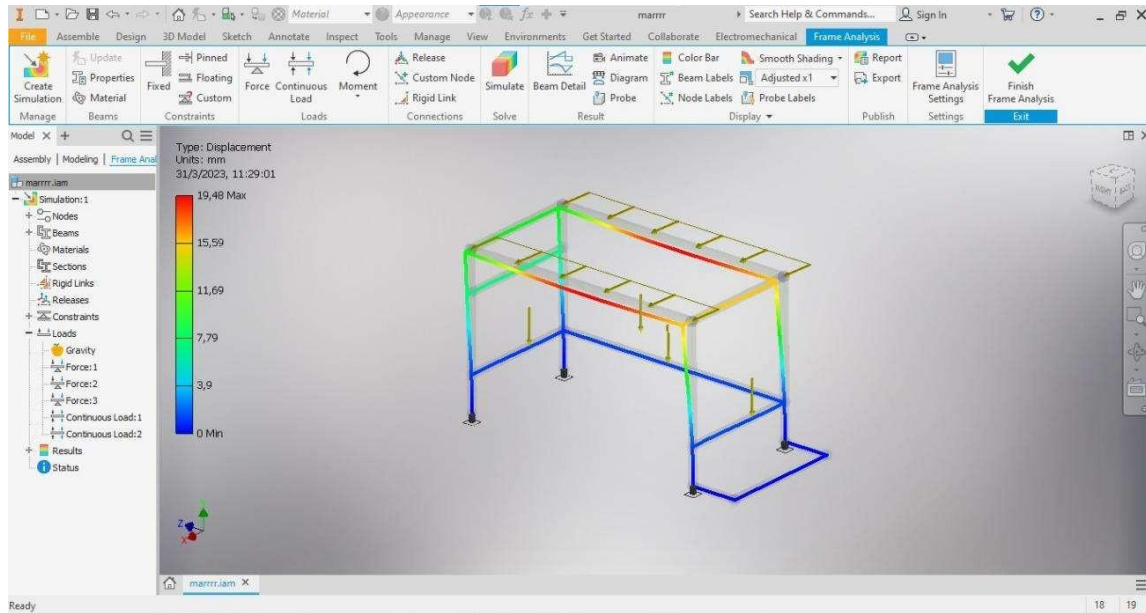 Material
Appearance
fx
marrrr
Search Help & Commands...
Sign In
File Assemble Design 3D Model Sketch Annotate Inspect Tools Manage View Environments Get Started Collaborate Electromechanical Frame Analysis
Create Simulation
Update
Properties
Material
Fixed
Pinned
Floating
Custom
Force
Continuous Load
Moment
Release
Custom Node
Rigid Link
Simulate
Beam Detail
Animate
Diagram
Probe
Color Bar
Beam Labels
Node Labels
Smooth Shading
Adjusted x1
Probe Labels
Report
Export
Frame Analysis Settings
Finish Frame Analysis
Manage Beams Constraints Loads Connections Solve Result Display Publish Settings Exit
Model X +
Assembly | Modeling | Frame Anal
marrrr.iam
Simulation:1
Nodes
Beams
Materials
Sections
Rigid Links
Releases
Constraints
Loads
Gravity
Force:1
Force:2
Force:3
Continuous Load:1
Continuous Load:2
Results
Status
Type: Displacement
Units: mm
31/3/2023, 11:29:01
19,48 Max
15,59
11,69
7,79
3,9
0 Min
RIGHT
Y
Z
X
marrrr.iam X
Ready
18 19